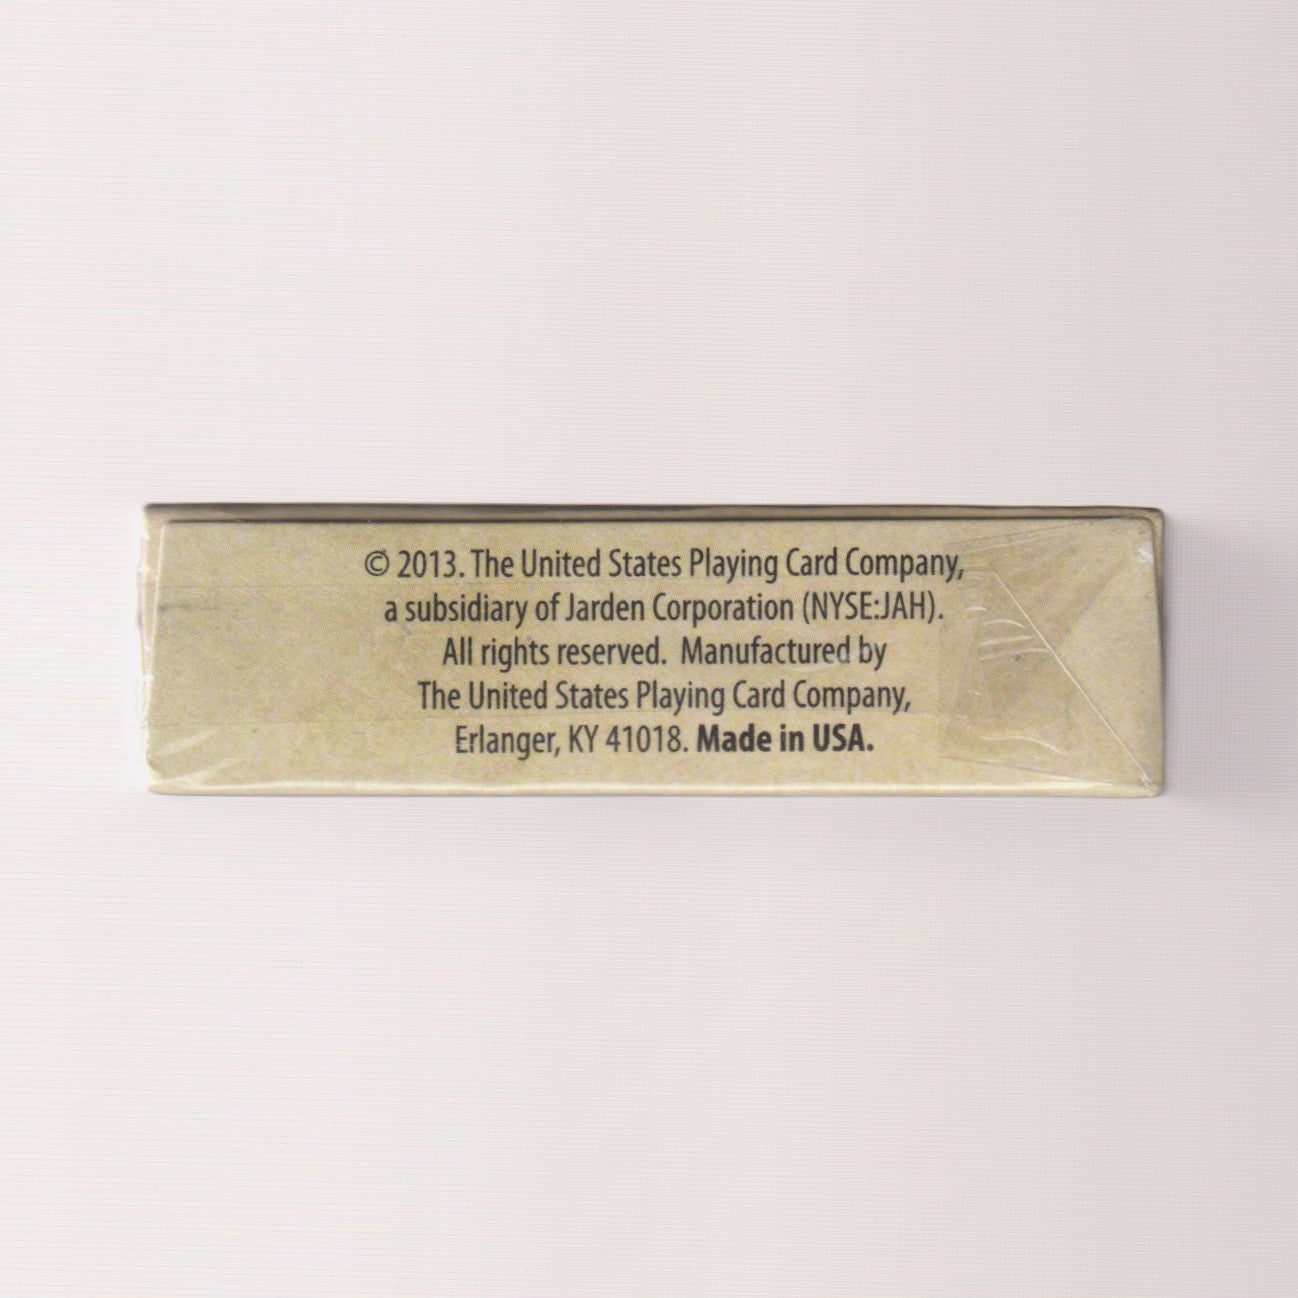 © 2013. The United States Playing Card Company,
a subsidiary of Jarden Corporation (NYSE:JAH).
All rights reserved. Manufactured by
The United States Playing Card Company,
Erlanger, KY 41018. Made in USA.